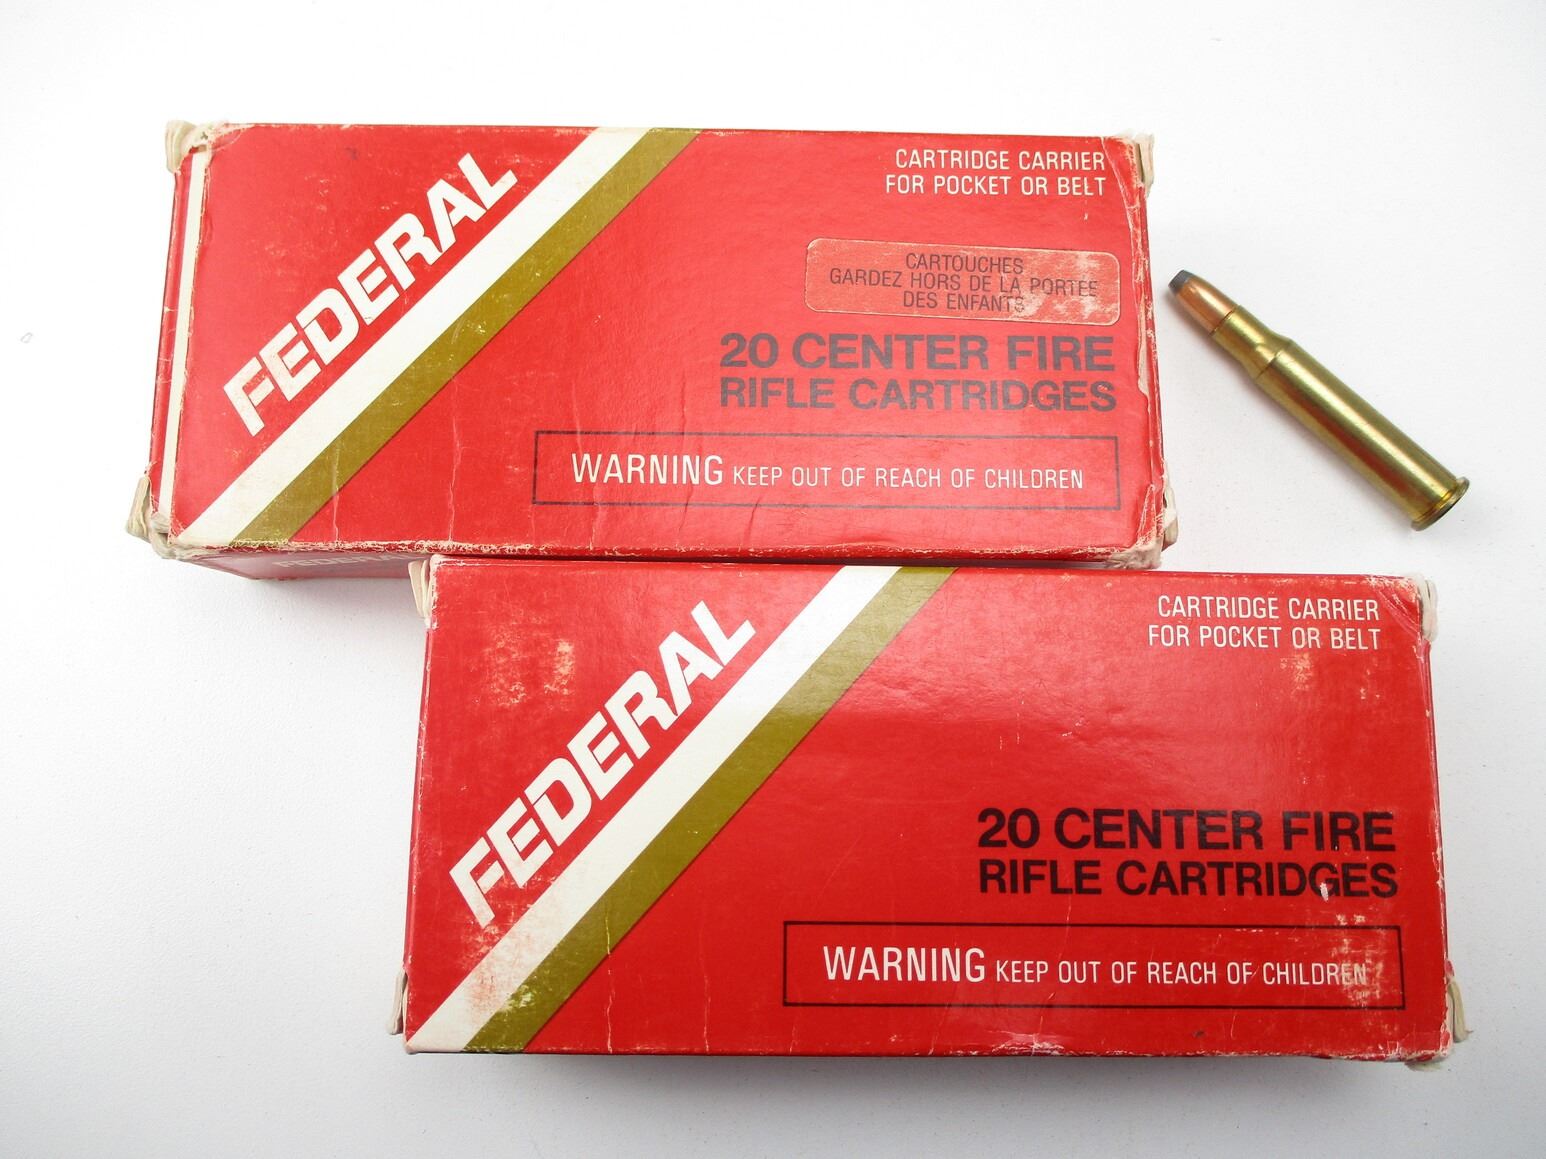 FEDERAL
CARTRIDGE CARRIER
FOR POCKET OR BELT
CARTOUCHES
GARDEZ HORS DE LA PORTÉE
DES ENFANTS
20 CENTER FIRE
RIFLE CARTRIDGES
WARNING KEEP OUT OF REACH OF CHILDREN
FEDERAL
FEDERAL
CARTRIDGE CARRIER
FOR POCKET OR BELT
20 CENTER FIRE
RIFLE CARTRIDGES
WARNING KEEP OUT OF REACH OF CHILDREN